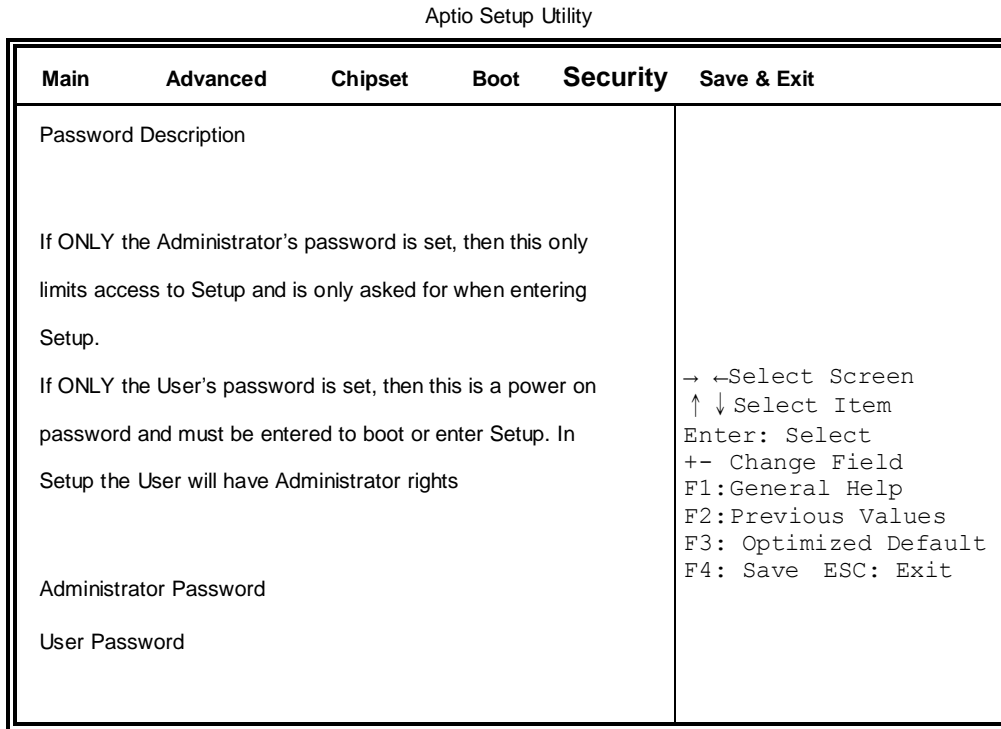 Aptio Setup Utility
Main Advanced Chipset Boot Security Save & Exit
Password Description
If ONLY the Administrator's password is set, then this only
limits access to Setup and is only asked for when entering
Setup.
If ONLY the User's password is set, then this is a power on
password and must be entered to boot or enter Setup. In
Setup the User will have Administrator rights
Administrator Password
User Password
→ ←Select Screen
↑ ↓Select Item
Enter: Select
+- Change Field
F1:General Help
F2:Previous Values
F3: Optimized Default
F4: Save ESC: Exit